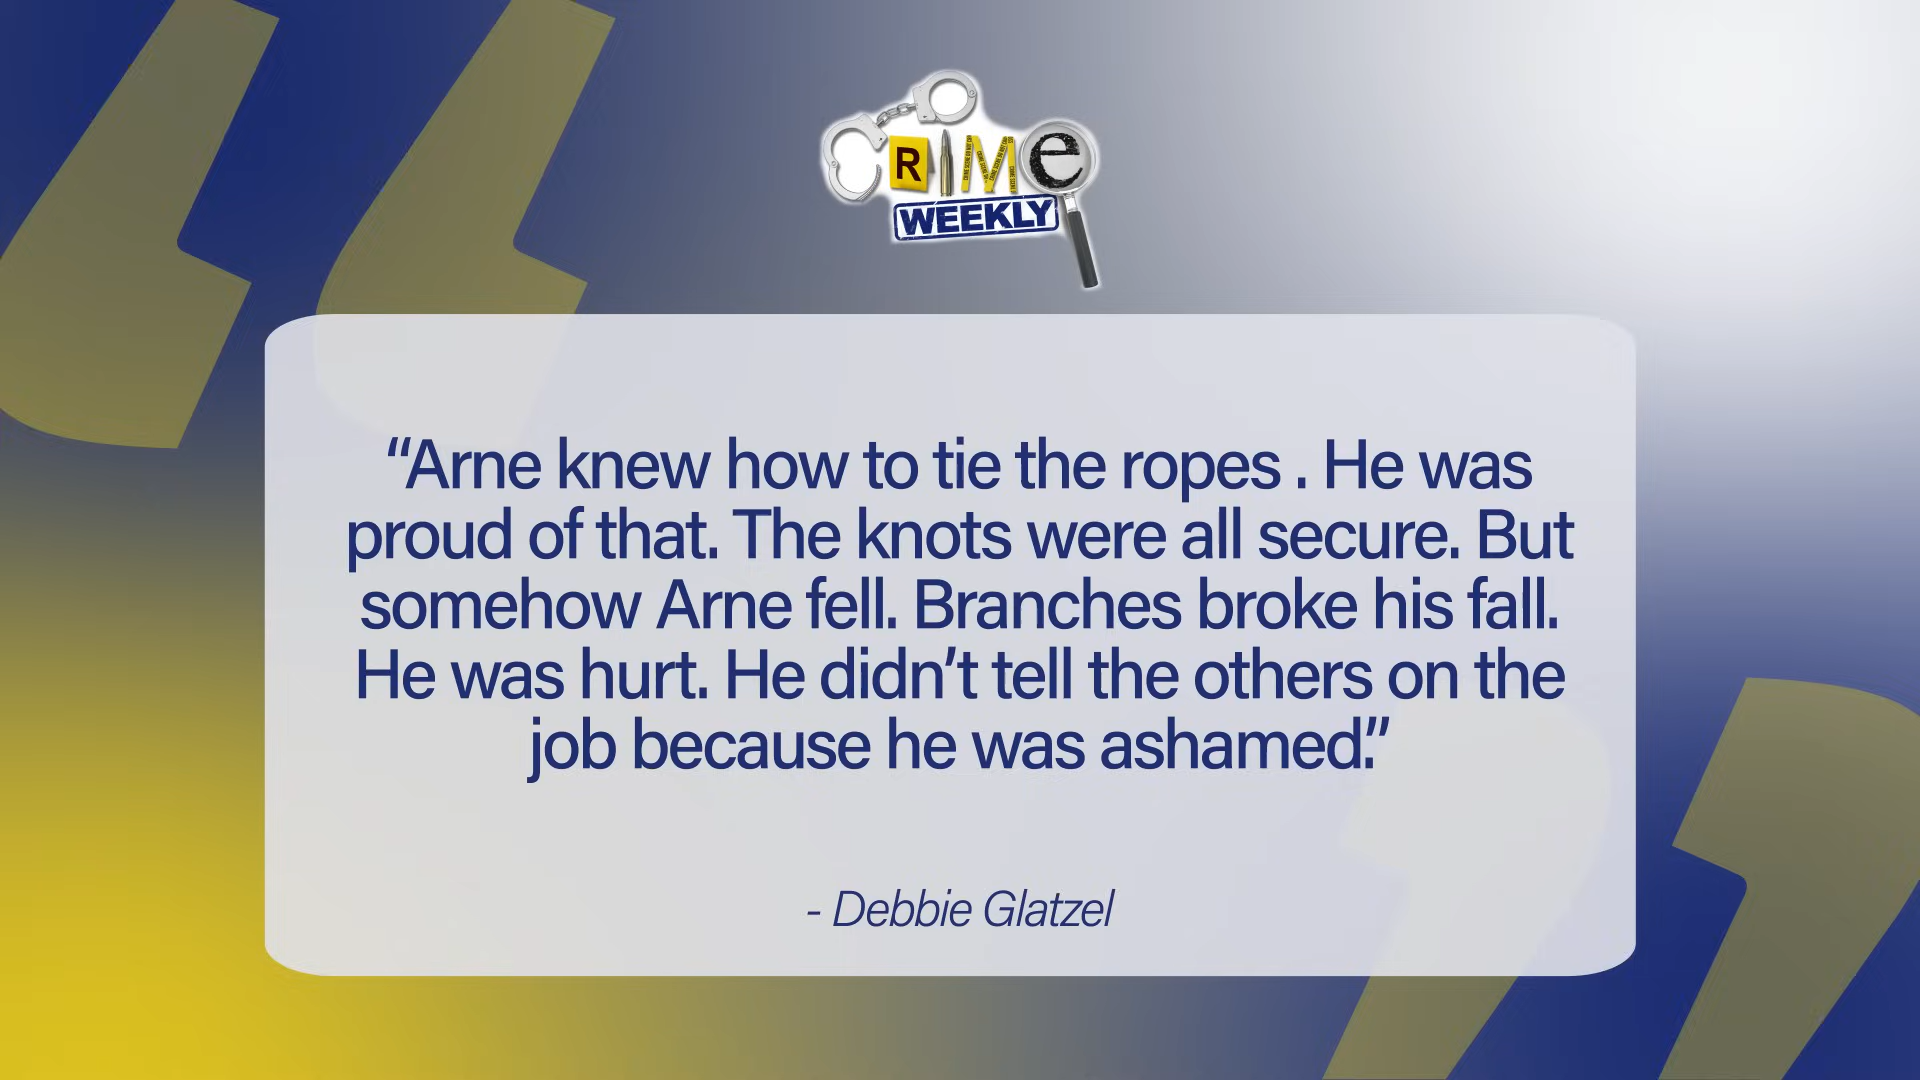 CRIMe
WEEKLY
“Arne knew how to tie the ropes . He was
proud of that. The knots were all secure. But
somehow Arne fell. Branches broke his fall.
He was hurt. He didn’t tell the others on the
job because he was ashamed.”
- Debbie Glatzel